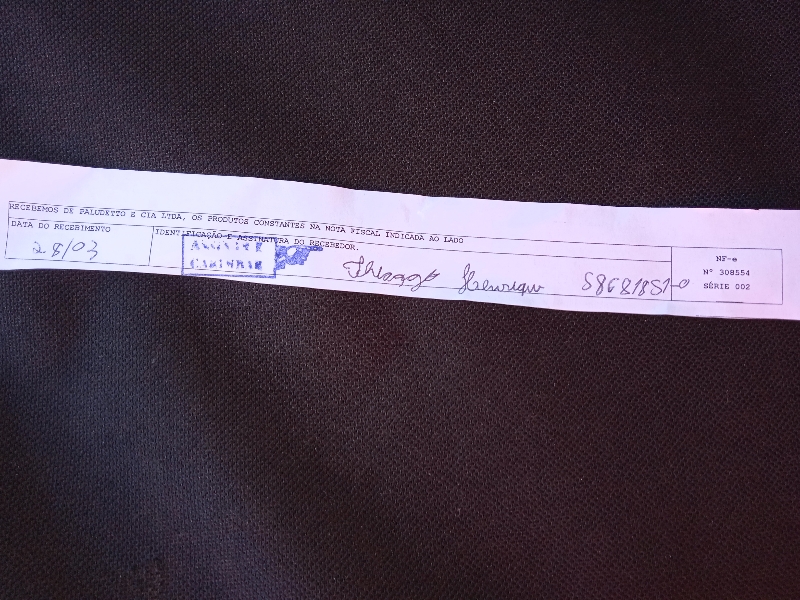 RECEBEMOS DE PALUDETTO E CIA LTDA, OS PRODUTOS CONSTANTES NA NOTA FISCAL INDICADA AO LADO
DATA DO RECEBIMENTO
28/03
IDENTIFICAÇÃO E ASSINATURA DO RECEBEDOR.
Henrique
NF-e
Nº 308554
SÉRIE 002